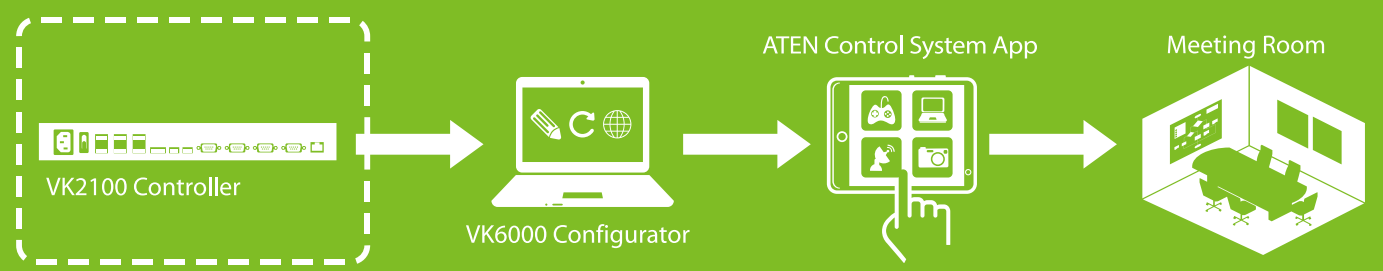 VK2100 Controller
VK6000 Configurator
ATEN Control System App
Meeting Room